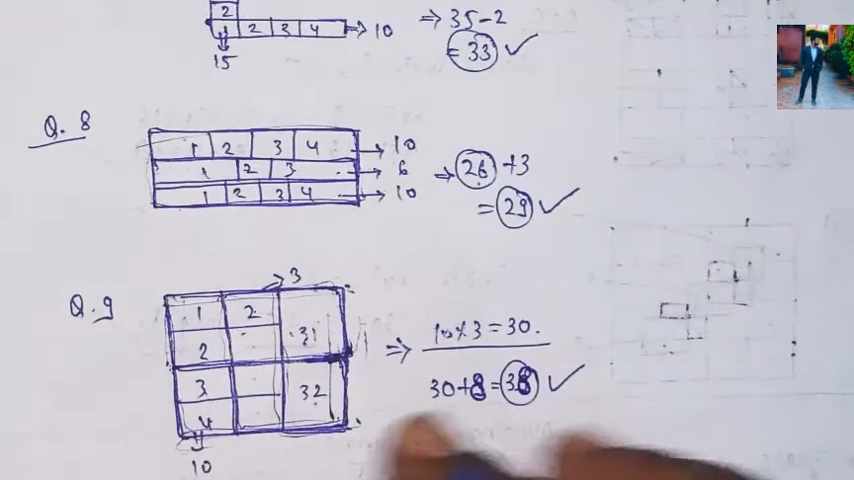 2
1 2 3 4 → 10
15
⇒ 35-2
= 33 ✓
Q. 8
1 2 3 4 → 10
1 2 3 → 6
1 2 3 4 → 10
⇒ 26 +3
= 29 ✓
Q. 9
→ 3
1 2
2 31
3 32
4
10
⇒ 10×3=30.
30+8=38 ✓